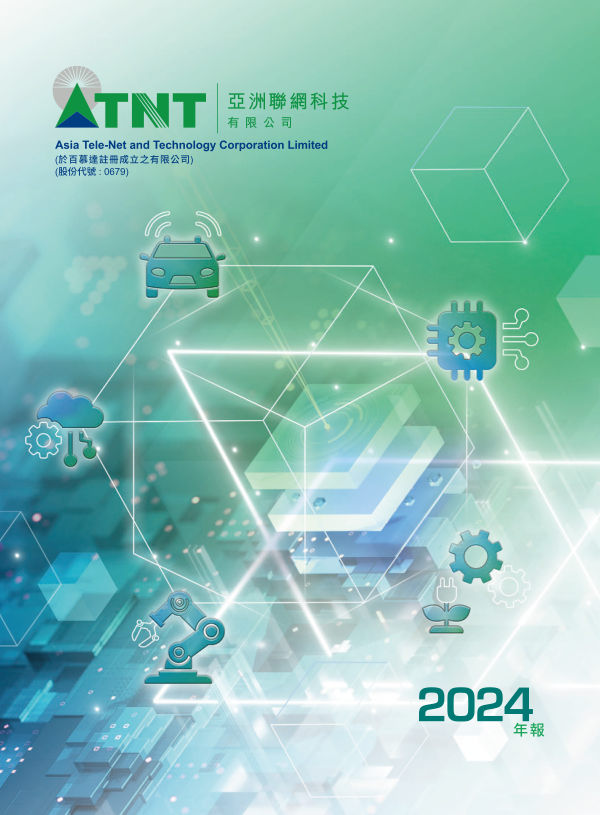 ATNT
亞洲聯網科技
有限公司
Asia Tele-Net and Technology Corporation Limited
(於百慕達註冊成立之有限公司)
(股份代號 : 0679)
2024
年報